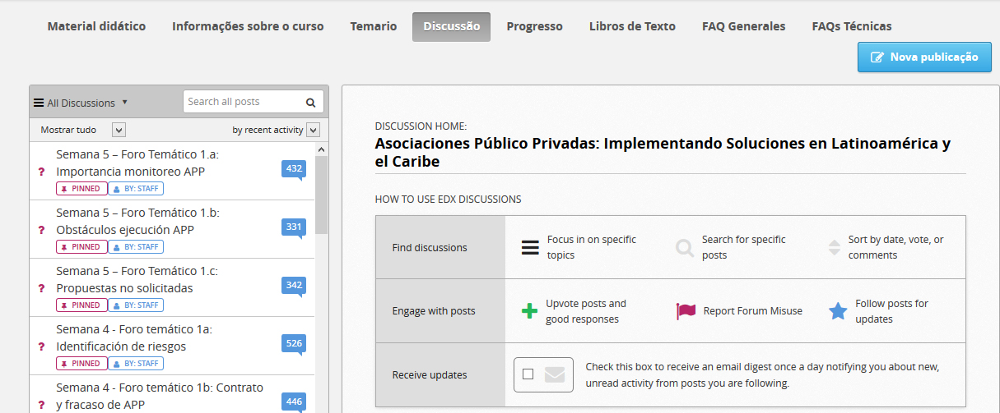 Material didático
Informações sobre o curso
Temario
Discussão
Progresso
Libros de Texto
FAQ Generales
FAQs Técnicas
Nova publicação
All Discussions
Search all posts
Mostrar tudo
by recent activity
Semana 5 – Foro Temático 1.a:
Importancia monitoreo APP
432
PINNED
BY: STAFF
Semana 5 – Foro Temático 1.b:
Obstáculos ejecución APP
331
PINNED
BY: STAFF
Semana 5 – Foro Temático 1.c:
Propuestas no solicitadas
342
PINNED
BY: STAFF
Semana 4 - Foro temático 1a:
Identificación de riesgos
526
PINNED
BY: STAFF
Semana 4 - Foro temático 1b: Contrato
y fracaso de APP
446
DISCUSSION HOME:
Asociaciones Público Privadas: Implementando Soluciones en Latinoamérica y
el Caribe
HOW TO USE EDX DISCUSSIONS
Find discussions
Focus in on specific
topics
Search for specific
posts
Sort by date, vote, or
comments
Engage with posts
Upvote posts and
good responses
Report Forum Misuse
Follow posts for
updates
Receive updates
Check this box to receive an email digest once a day notifying you about new,
unread activity from posts you are following.